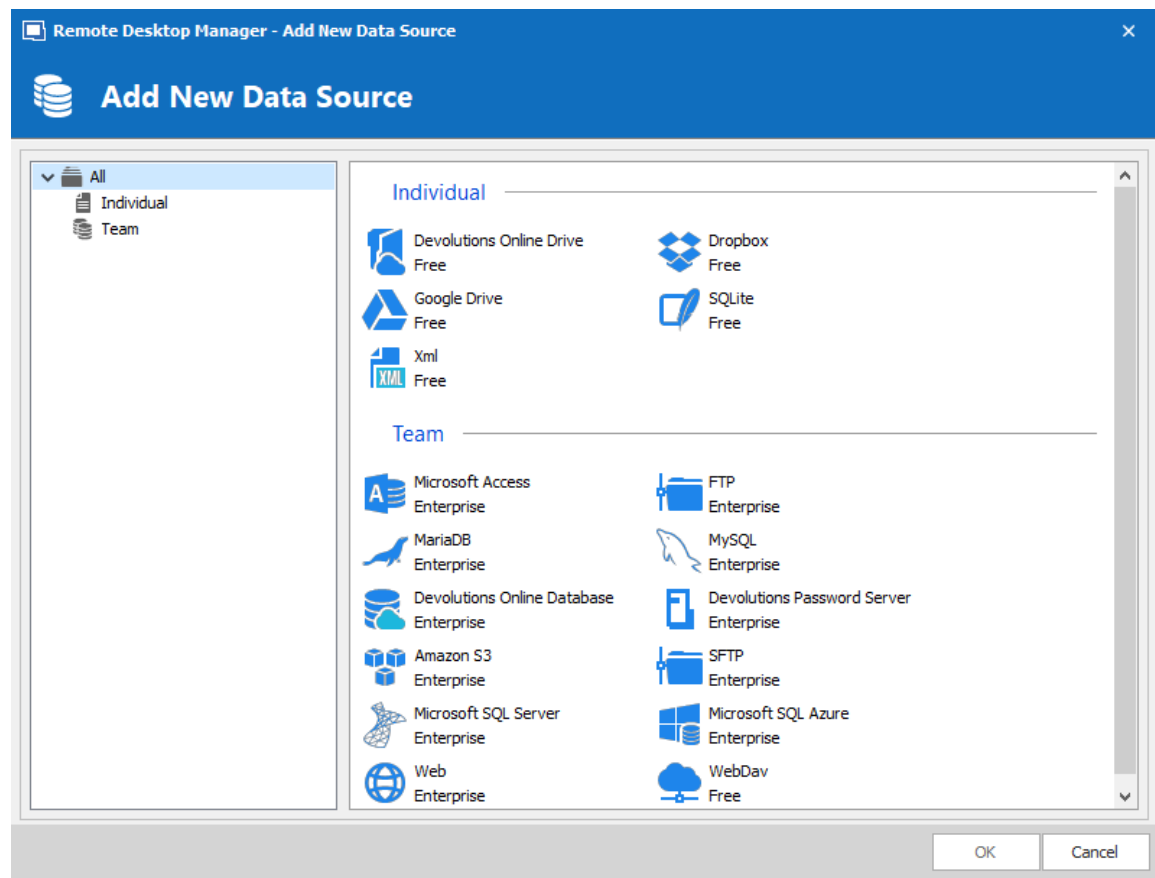 Remote Desktop Manager - Add New Data Source
Add New Data Source
All
Individual
Team
Individual
Devolutions Online Drive
Free
Dropbox
Free
Google Drive
Free
SQLite
Free
XML
Xml
Free
Team
A
Microsoft Access
Enterprise
FTP
Enterprise
MariaDB
Enterprise
MySQL
Enterprise
Devolutions Online Database
Enterprise
Devolutions Password Server
Enterprise
Amazon S3
Enterprise
SFTP
Enterprise
Microsoft SQL Server
Enterprise
Microsoft SQL Azure
Enterprise
Web
Enterprise
WebDav
Free
OK
Cancel